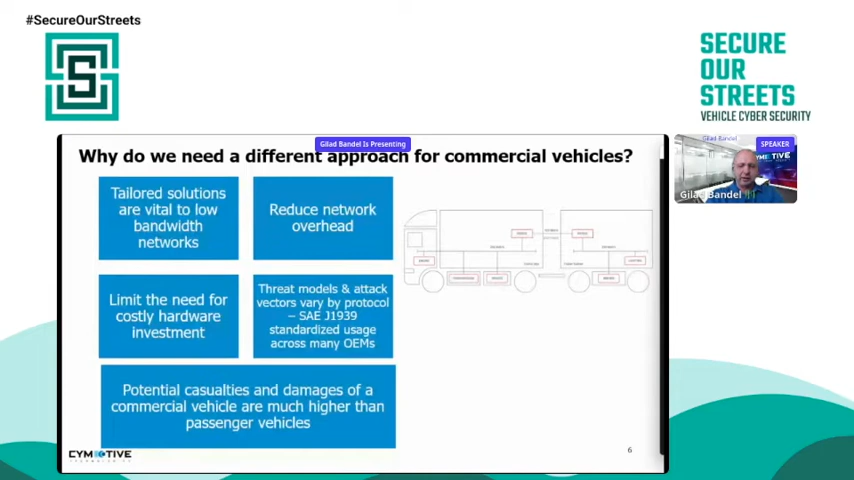 #SecureOurStreets
SECURE
OUR
STREETS
VEHICLE CYBER SECURITY
Gilad Bandel Is Presenting
Why do we need a different approach for commercial vehicles?
Tailored solutions
are vital to low
bandwidth
networks
Reduce network
overhead
Limit the need for
costly hardware
investment
Threat models & attack
vectors vary by protocol
– SAE J1939
standardized usage
across many OEMs
Potential casualties and damages of a
commercial vehicle are much higher than
passenger vehicles
CYMOTIVE
6
Gilad Bandel
SPEAKER